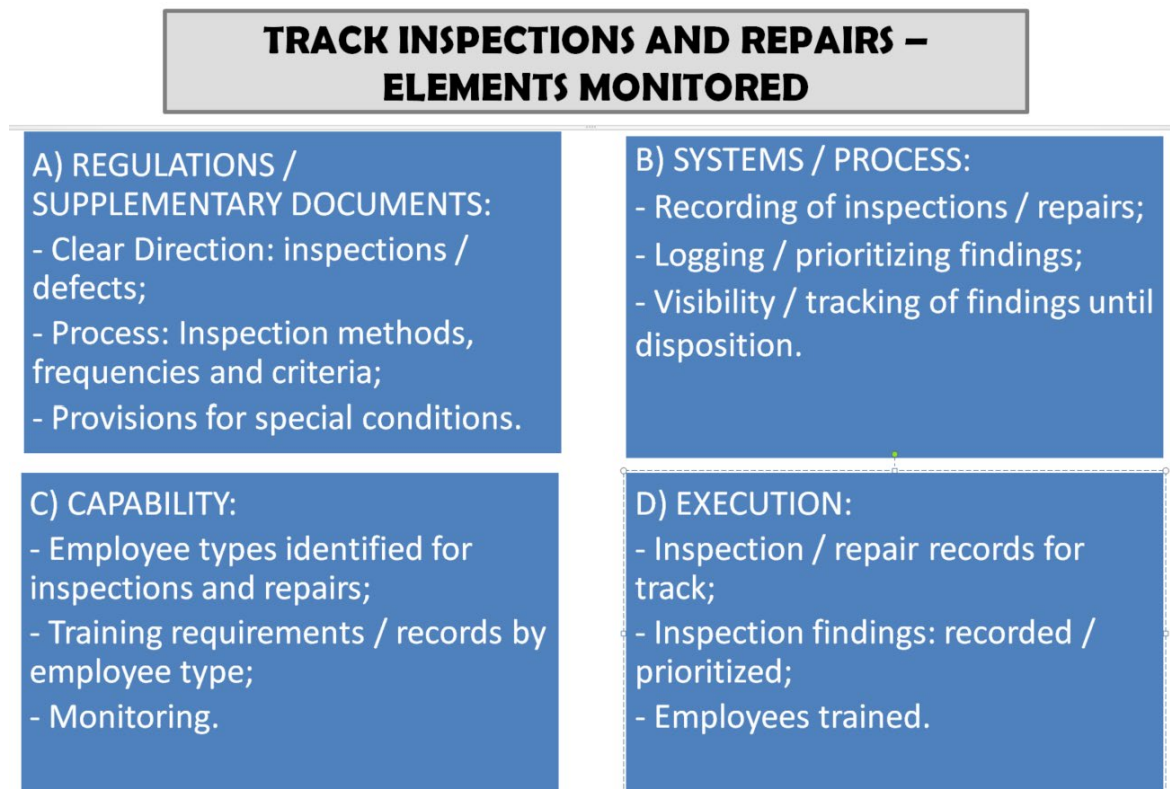 TRACK INSPECTIONS AND REPAIRS –
ELEMENTS MONITORED
A) REGULATIONS /
SUPPLEMENTARY DOCUMENTS:
- Clear Direction: inspections /
defects;
- Process: Inspection methods,
frequencies and criteria;
- Provisions for special conditions.
B) SYSTEMS / PROCESS:
- Recording of inspections / repairs;
- Logging / prioritizing findings;
- Visibility / tracking of findings until
disposition.
C) CAPABILITY:
- Employee types identified for
inspections and repairs;
- Training requirements / records by
employee type;
- Monitoring.
D) EXECUTION:
- Inspection / repair records for
track;
- Inspection findings: recorded /
prioritized;
- Employees trained.